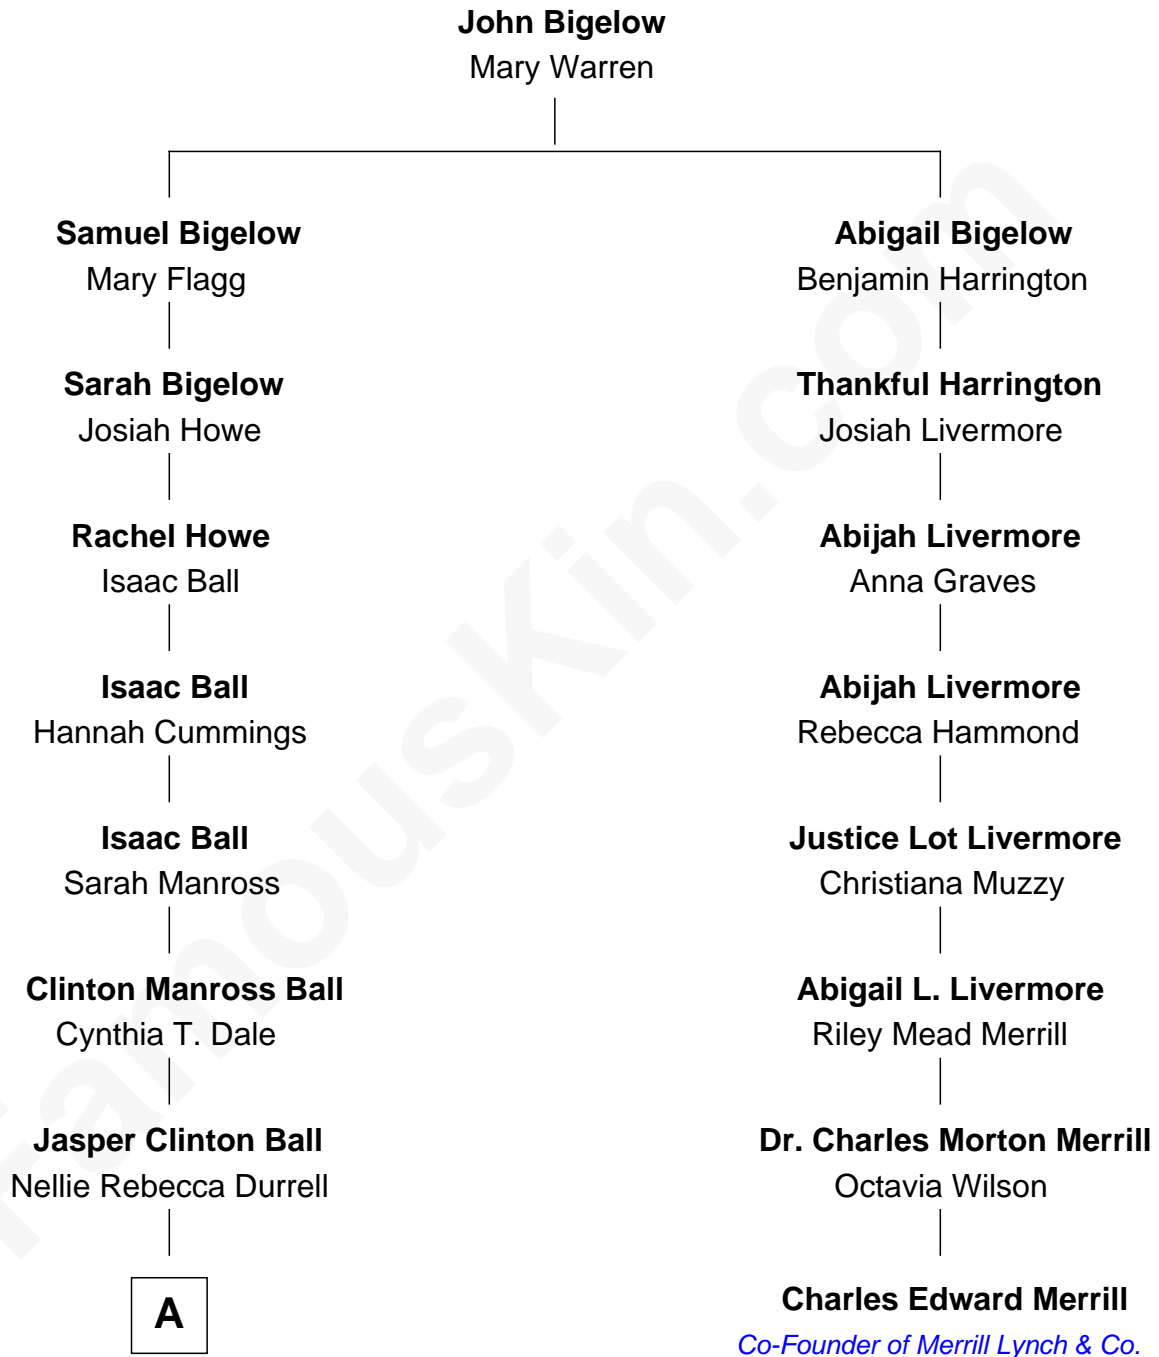 John Bigelow
Mary Warren
Samuel Bigelow
Mary Flagg
Abigail Bigelow
Benjamin Harrington
Sarah Bigelow
Josiah Howe
Thankful Harrington
Josiah Livermore
Rachel Howe
Isaac Ball
Abijah Livermore
Anna Graves
Isaac Ball
Hannah Cummings
Abijah Livermore
Rebecca Hammond
Isaac Ball
Sarah Manross
Justice Lot Livermore
Christiana Muzzy
Clinton Manross Ball
Cynthia T. Dale
Abigail L. Livermore
Riley Mead Merrill
Jasper Clinton Ball
Nellie Rebecca Durrell
Dr. Charles Morton Merrill
Octavia Wilson
A
Charles Edward Merrill
Co-Founder of Merrill Lynch & Co.
FamousKin.com